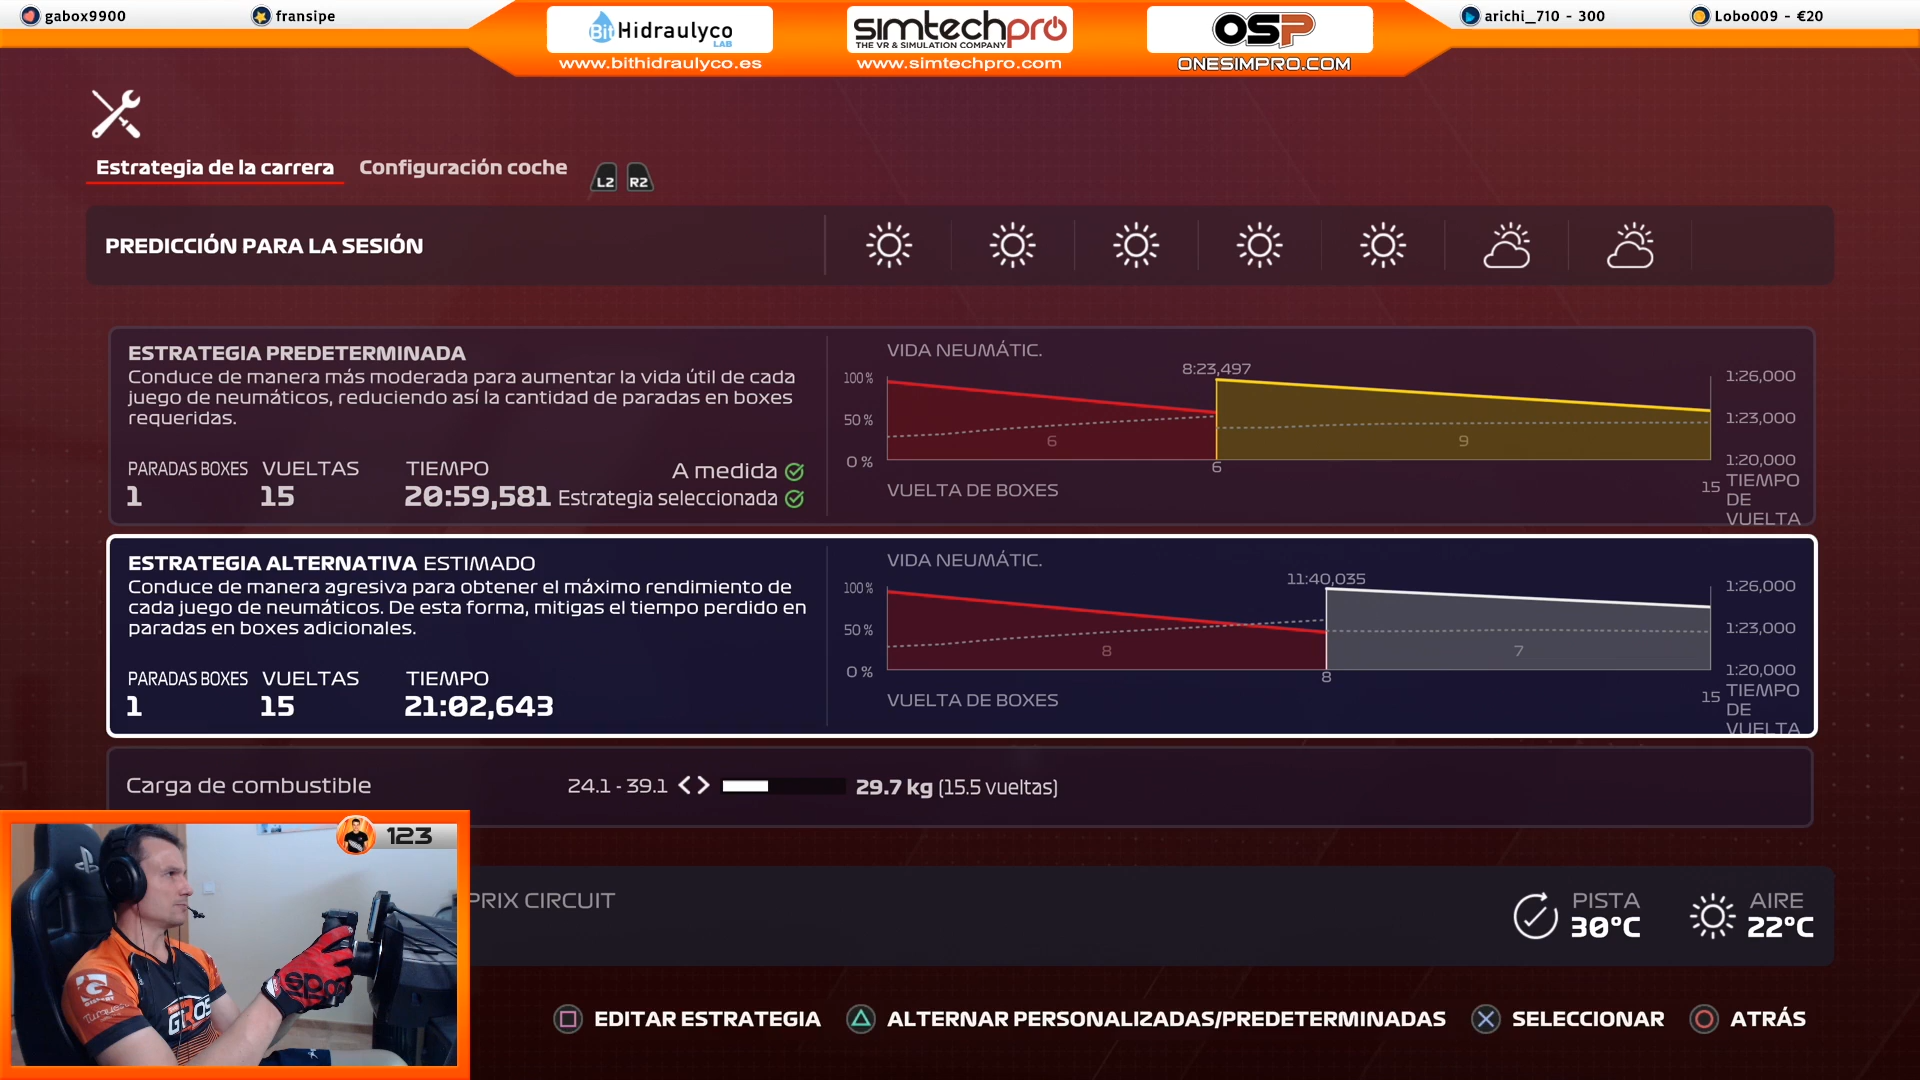 gabox9900
fransipe
BitHidraulyco
LAB
www.bithidraulyco.es
simtechpro
THE VR & SIMULATION COMPANY
www.simtechpro.com
OSP
ONESIMPRO.COM
arichi_710 - 300
Lobo009 - €20
Estrategia de la carrera
Configuración coche
L2 R2
PREDICCIÓN PARA LA SESIÓN
ESTRATEGIA PREDETERMINADA
Conduce de manera más moderada para aumentar la vida útil de cada
juego de neumáticos, reduciendo así la cantidad de paradas en boxes
requeridas.
PARADAS BOXES VUELTAS TIEMPO
1 15 20:59,581
A medida
Estrategia seleccionada
VIDA NEUMÁTIC.
8:23,497
100 %
50 %
0 %
6
9
6
15
VUELTA DE BOXES
1:26,000
1:23,000
1:20,000
TIEMPO
DE
VUELTA
ESTRATEGIA ALTERNATIVA ESTIMADO
Conduce de manera agresiva para obtener el máximo rendimiento de
cada juego de neumáticos. De esta forma, mitigas el tiempo perdido en
paradas en boxes adicionales.
PARADAS BOXES VUELTAS TIEMPO
1 15 21:02,643
VIDA NEUMÁTIC.
11:40,035
100 %
50 %
0 %
8
7
8
15
VUELTA DE BOXES
1:26,000
1:23,000
1:20,000
TIEMPO
DE
VUELTA
Carga de combustible
24.1 - 39.1
29.7 kg (15.5 vueltas)
123
PRIX CIRCUIT
PISTA
30°C
AIRE
22°C
EDITAR ESTRATEGIA
ALTERNAR PERSONALIZADAS/PREDETERMINADAS
SELECCIONAR
ATRÁS